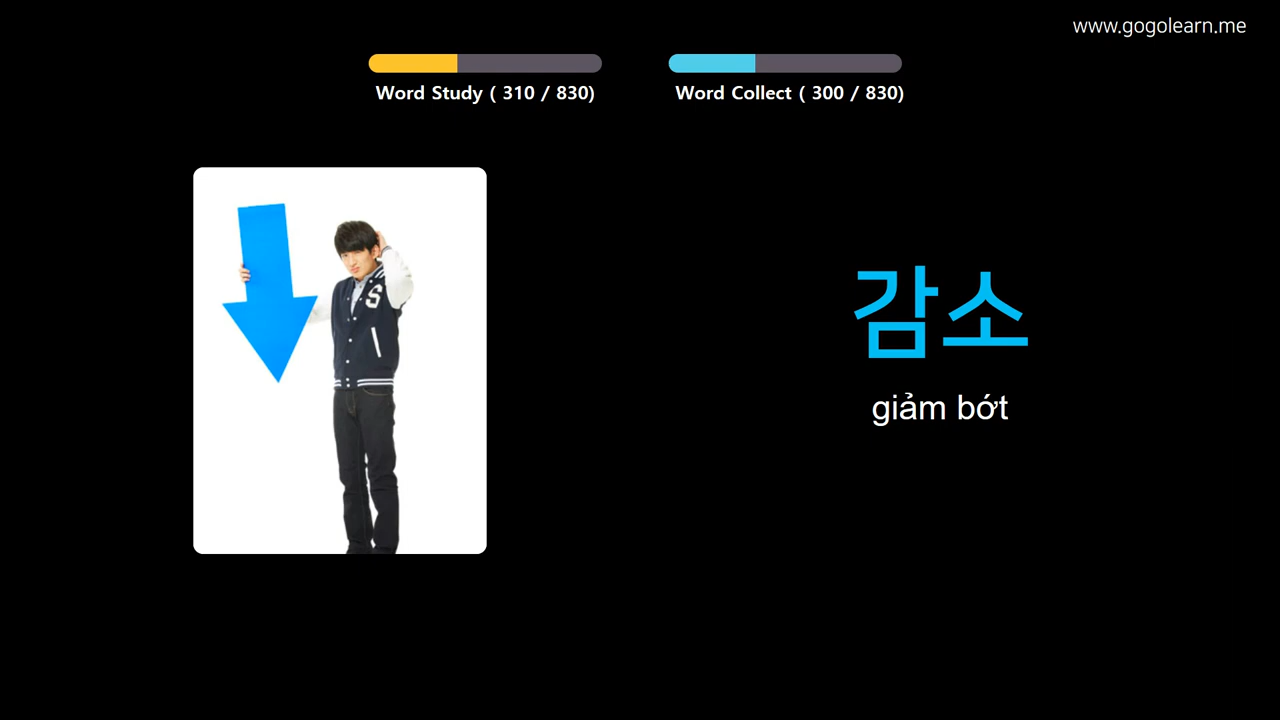 www.gogolearn.me
Word Study ( 310 / 830)
Word Collect ( 300 / 830)
S
감소
giảm bớt